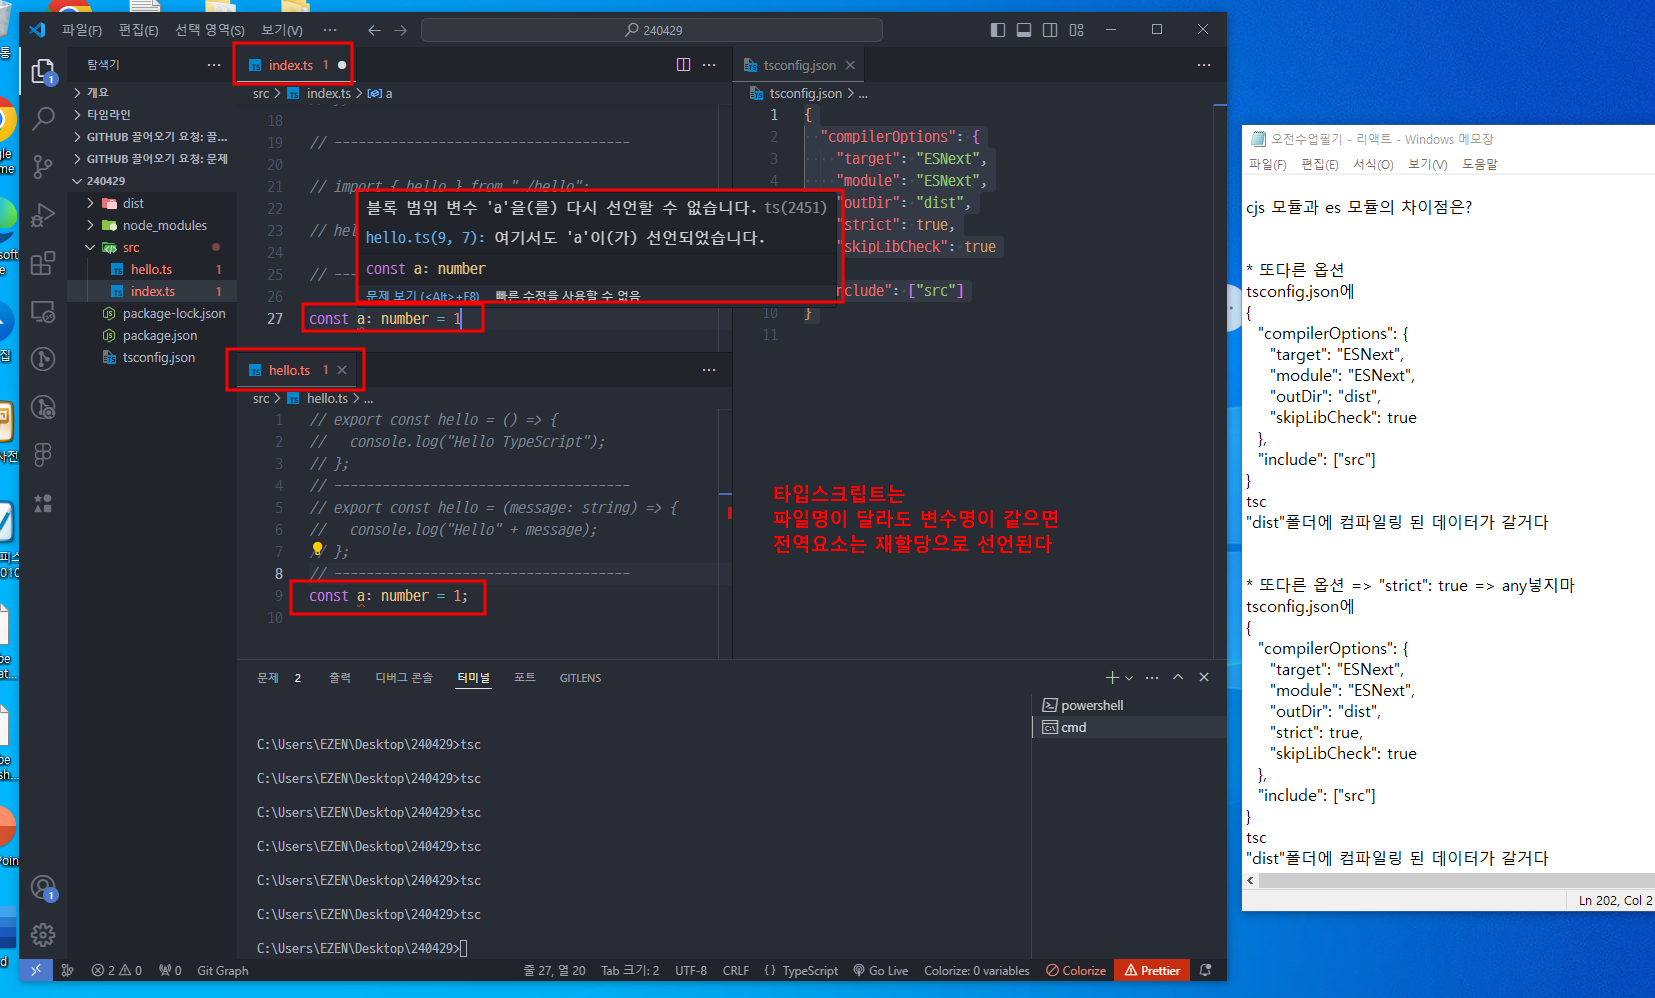 파일(F) 편집(E) 선택 영역(S) 보기(V) ··· 240429
탐색기 ···
개요
타임라인
GITHUB 끌어오기 요청: 끌...
GITHUB 끌어오기 요청: 문제
240429
dist
node_modules
src
hello.ts 1
index.ts 1
package-lock.json
package.json
tsconfig.json
index.ts 1
src > index.ts > a
18
19 // -------------------------------------
20
21 // import { hello } from "./hello";
22
23 // hel
24
25 // ---
26
27 const a: number = 1
블록 범위 변수 'a'을(를) 다시 선언할 수 없습니다. ts(2451)
hello.ts(9, 7): 여기서도 'a'이(가) 선언되었습니다.
const a: number
문제 보기 (<Alt>+F8) 빠른 수정을 사용할 수 없음
hello.ts 1
src > hello.ts > ...
1 // export const hello = () => {
2 //   console.log("Hello TypeScript");
3 // };
4 // -------------------------------------
5 // export const hello = (message: string) => {
6 //   console.log("Hello" + message);
7 // };
8 // -------------------------------------
9 const a: number = 1;
10
tsconfig.json
tsconfig.json > ...
1 {
2 "compilerOptions": {
3 "target": "ESNext",
4 "module": "ESNext",
outDir": "dist",
strict": true,
skipLibCheck": true
nclude": ["src"]
10 }
11
타입스크립트는
파일명이 달라도 변수명이 같으면
전역요소는 재할당으로 선언된다
문제 2 출력 디버그 콘솔 터미널 포트 GITLENS
powershell
cmd
C:\Users\EZEN\Desktop\240429>tsc
C:\Users\EZEN\Desktop\240429>tsc
C:\Users\EZEN\Desktop\240429>tsc
C:\Users\EZEN\Desktop\240429>tsc
C:\Users\EZEN\Desktop\240429>tsc
C:\Users\EZEN\Desktop\240429>tsc
C:\Users\EZEN\Desktop\240429>
2 0 0 Git Graph 줄 27, 열 20 Tab 크기: 2 UTF-8 CRLF {} TypeScript Go Live Colorize: 0 variables Colorize Prettier
오전수업필기 - 리액트 - Windows 메모장
파일(F) 편집(E) 서식(O) 보기(V) 도움말
cjs 모듈과 es 모듈의 차이점은?
* 또다른 옵션
tsconfig.json에
{
"compilerOptions": {
"target": "ESNext",
"module": "ESNext",
"outDir": "dist",
"skipLibCheck": true
},
"include": ["src"]
}
tsc
"dist"폴더에 컴파일링 된 데이터가 갈거다
* 또다른 옵션 => "strict": true => any넣지마
tsconfig.json에
{
"compilerOptions": {
"target": "ESNext",
"module": "ESNext",
"outDir": "dist",
"strict": true,
"skipLibCheck": true
},
"include": ["src"]
}
tsc
"dist"폴더에 컴파일링 된 데이터가 갈거다
Ln 202, Col 2